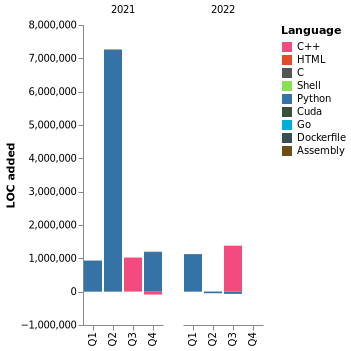 2021
2022
8,000,000
7,000,000
6,000,000
5,000,000
4,000,000
3,000,000
2,000,000
1,000,000
0
−1,000,000
LOC added
Q1
Q2
Q3
Q4
Q1
Q2
Q3
Q4
Language
C++
HTML
C
Shell
Python
Cuda
Go
Dockerfile
Assembly